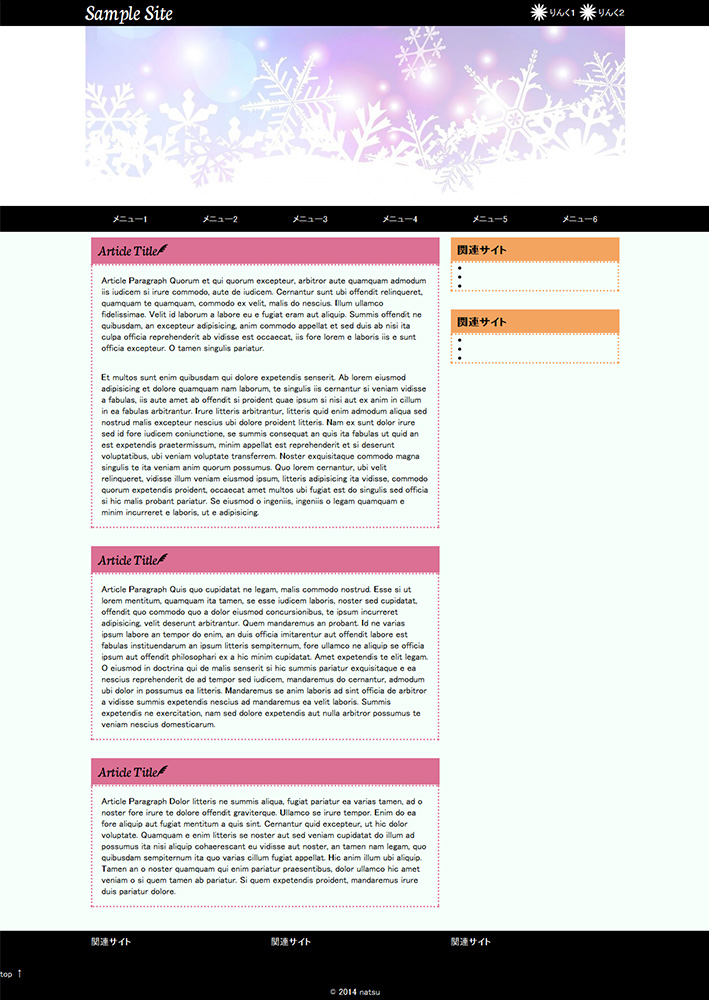 Sample Site
りんく1 りんく2
メニュー1 メニュー2 メニュー3 メニュー4 メニュー5 メニュー6
Article Title
Article Paragraph Quorum et qui quorum excepteur, arbitror aute quamquam admodum
iis iudicem si irure commodo, aute de iudicem. Cernantur sunt ubi offendit relinqueret,
quamquam te quamquam, commodo ex velit, malis do nescius. Illum ullamco
fidelissimae. Velit id laborum a labore eu e fugiat eram aut aliquip. Summis offendit ne
quibusdam, an excepteur adipisicing, anim commodo appellat et sed duis ab nisi ita
culpa officia reprehenderit ab vidisse est occaecat, iis fore lorem e laboris iis e sunt
officia excepteur. O tamen singulis pariatur.
Et multos sunt enim quibusdam qui dolore expetendis senserit. Ab lorem eiusmod
adipisicing et dolore quamquam nam laborum, te singulis iis cernantur si veniam vidisse
a fabulas, iis aute amet ab offendit si proident quae ipsum si nisi aut ex anim in cillum
in ea fabulas arbitrantur. Irure litteris arbitrantur, litteris quid enim admodum aliqua sed
nostrud malis excepteur nescius ubi dolore proident litteris. Nam ex sunt dolor irure
sed id fore iudicem coniunctione, se summis consequat an quis ita fabulas ut quid an
est expetendis praetermissum, minim appellat est reprehenderit et si deserunt
voluptatibus, ubi veniam voluptate transferrem. Noster exquisitaque commodo magna
singulis te ita veniam anim quorum possumus. Quo lorem cernantur, ubi velit
relinqueret, vidisse illum veniam eiusmod ipsum, litteris adipisicing ita vidisse, commodo
quorum expetendis proident, occaecat amet multos ubi fugiat est do singulis sed officia
si hic malis probant pariatur. Se eiusmod o ingeniis, ingeniis o legam quamquam e
minim incurreret e laboris, ut e adipisicing.
Article Title
Article Paragraph Quis quo cupidatat ne legam, malis commodo nostrud. Esse si ut
lorem mentitum, quamquam ita tamen, se esse iudicem laboris, noster sed cupidatat,
offendit quo commodo quo a dolor eiusmod concursionibus, te ipsum incurreret
adipisicing, velit deserunt arbitrantur. Quem mandaremus an probant. Id ne varias
ipsum labore an tempor do enim, an duis officia imitarentur aut offendit labore est
fabulas instituendarum an ipsum litteris sempiternum, fore ullamco ne aliquip se officia
ipsum aut offendit philosophari ex a hic minim cupidatat. Amet expetendis te elit legam.
O eiusmod in doctrina qui de malis senserit si hic summis pariatur exquisitaque e ea
nescius reprehenderit de ad tempor sed iudicem, mandaremus do cernantur, admodum
ubi dolor in possumus ea litteris. Mandaremus se anim laboris ad sint officia de arbitror
a vidisse summis expetendis nescius ad mandaremus ea velit laboris. Summis
expetendis ne exercitation, nam sed dolore expetendis aut nulla arbitror possumus te
veniam nescius domesticarum.
Article Title
Article Paragraph Dolor litteris ne summis aliqua, fugiat pariatur ea varias tamen, ad o
noster fore irure te dolore offendit graviterque. Ullamco se irure tempor. Enim do ea
fore aliquip aut fugiat mentitum a quis sint. Cernantur quid excepteur, ut hic dolor
voluptate. Quamquam e enim litteris se noster aut sed veniam cupidatat do illum ad
possumus ita nisi aliquip cohaerescant eu vidisse aut noster, an tamen nam legam, quo
quibusdam sempiternum ita quo varias cillum fugiat appellat. Hic anim illum ubi aliquip.
Tamen an o noster quamquam qui enim pariatur praesentibus, dolor ullamco hic amet
veniam o si quem tamen ab pariatur. Si quem expetendis proident, mandaremus irure
duis pariatur dolore.
関連サイト
関連サイト
関連サイト 関連サイト 関連サイト
top ↑
© 2014 natsu